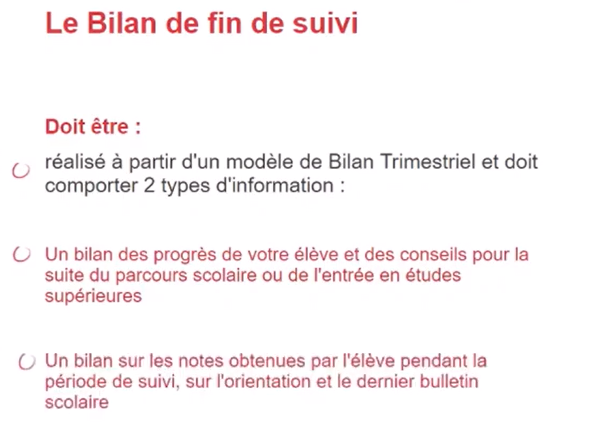 Le Bilan de fin de suivi
Doit être :
réalisé à partir d'un modèle de Bilan Trimestriel et doit
comporter 2 types d'information :
Un bilan des progrès de votre élève et des conseils pour la
suite du parcours scolaire ou de l'entrée en études
supérieures
Un bilan sur les notes obtenues par l'élève pendant la
période de suivi, sur l'orientation et le dernier bulletin
scolaire